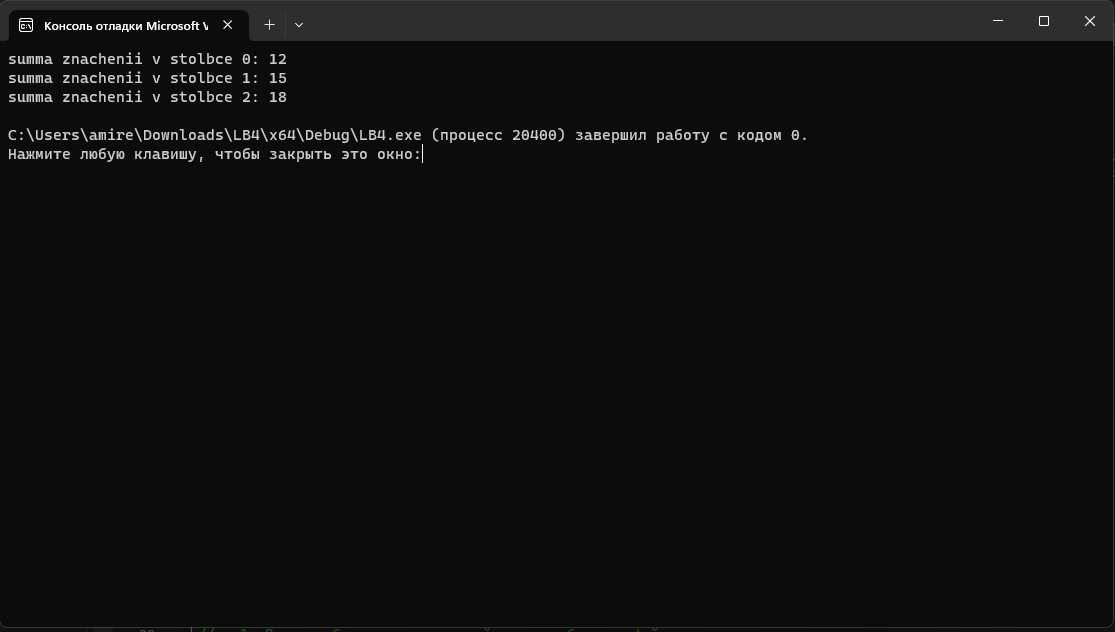 Консоль отладки Microsoft V
summa znachenii v stolbce 0: 12
summa znachenii v stolbce 1: 15
summa znachenii v stolbce 2: 18
C:\Users\amire\Downloads\LB4\x64\Debug\LB4.exe (процесс 20400) завершил работу с кодом 0.
Нажмите любую клавишу, чтобы закрыть это окно: